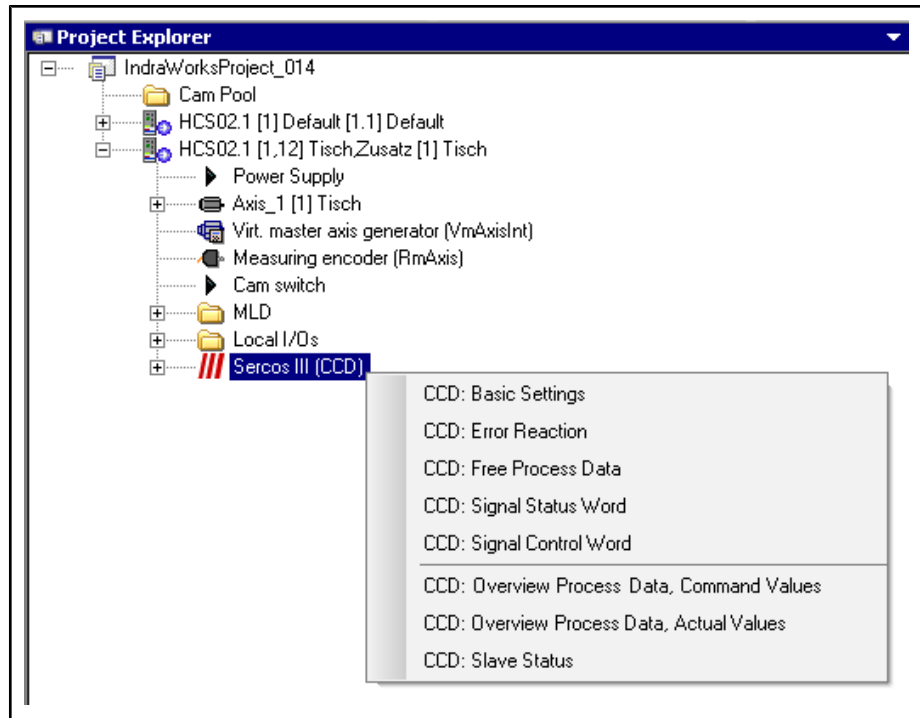 Project Explorer
IndraWorksProject_014
Cam Pool
HCS02.1 [1] Default [1.1] Default
HCS02.1 [1,12] Tisch,Zusatz [1] Tisch
Power Supply
Axis_1 [1] Tisch
Virt. master axis generator (VmAxisInt)
Measuring encoder (RmAxis)
Cam switch
MLD
Local I/Os
Sercos III (CCD)
CCD: Basic Settings
CCD: Error Reaction
CCD: Free Process Data
CCD: Signal Status Word
CCD: Signal Control Word
CCD: Overview Process Data, Command Values
CCD: Overview Process Data, Actual Values
CCD: Slave Status